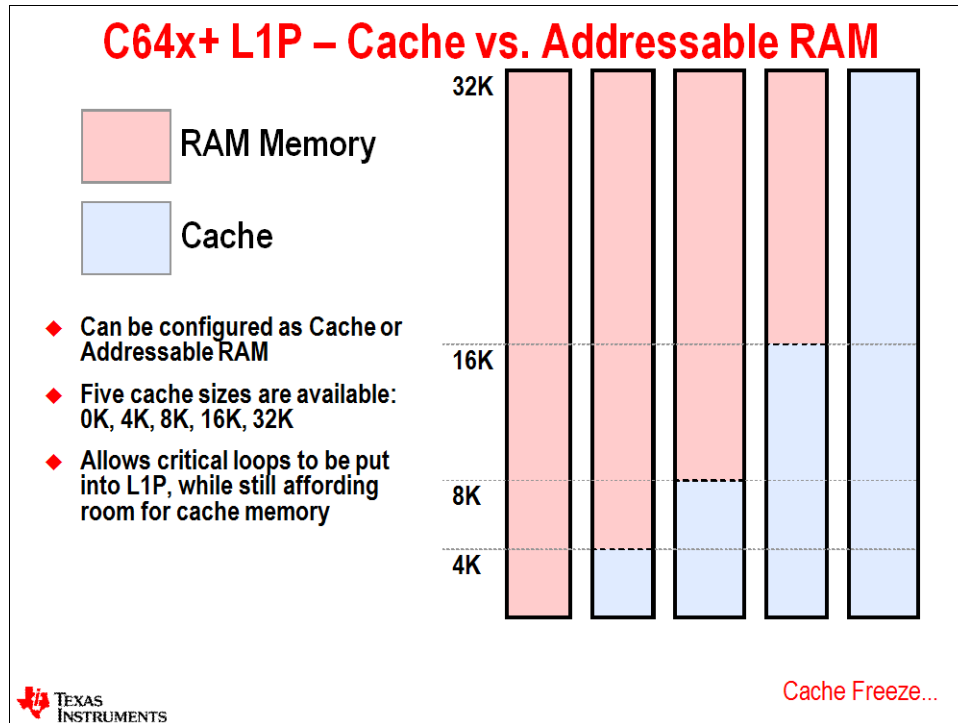 C64x+ L1P – Cache vs. Addressable RAM
RAM Memory
Cache
◆ Can be configured as Cache or
Addressable RAM
◆ Five cache sizes are available:
0K, 4K, 8K, 16K, 32K
◆ Allows critical loops to be put
into L1P, while still affording
room for cache memory
32K
16K
8K
4K
TEXAS
INSTRUMENTS
Cache Freeze...